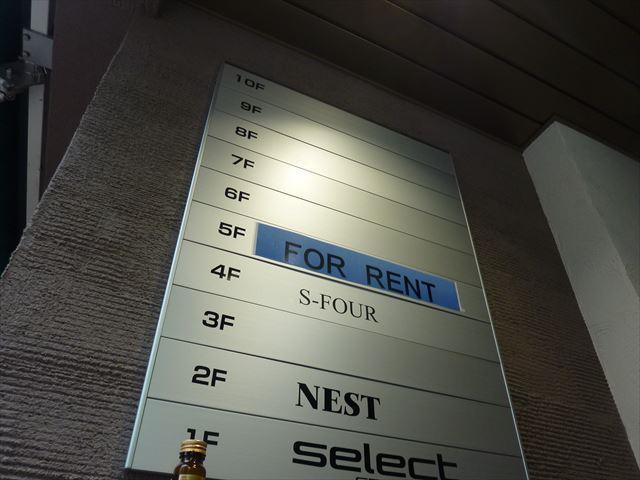 10F
9F
8F
7F
6F
5F FOR RENT
4F S-FOUR
3F
2F NEST
1F select